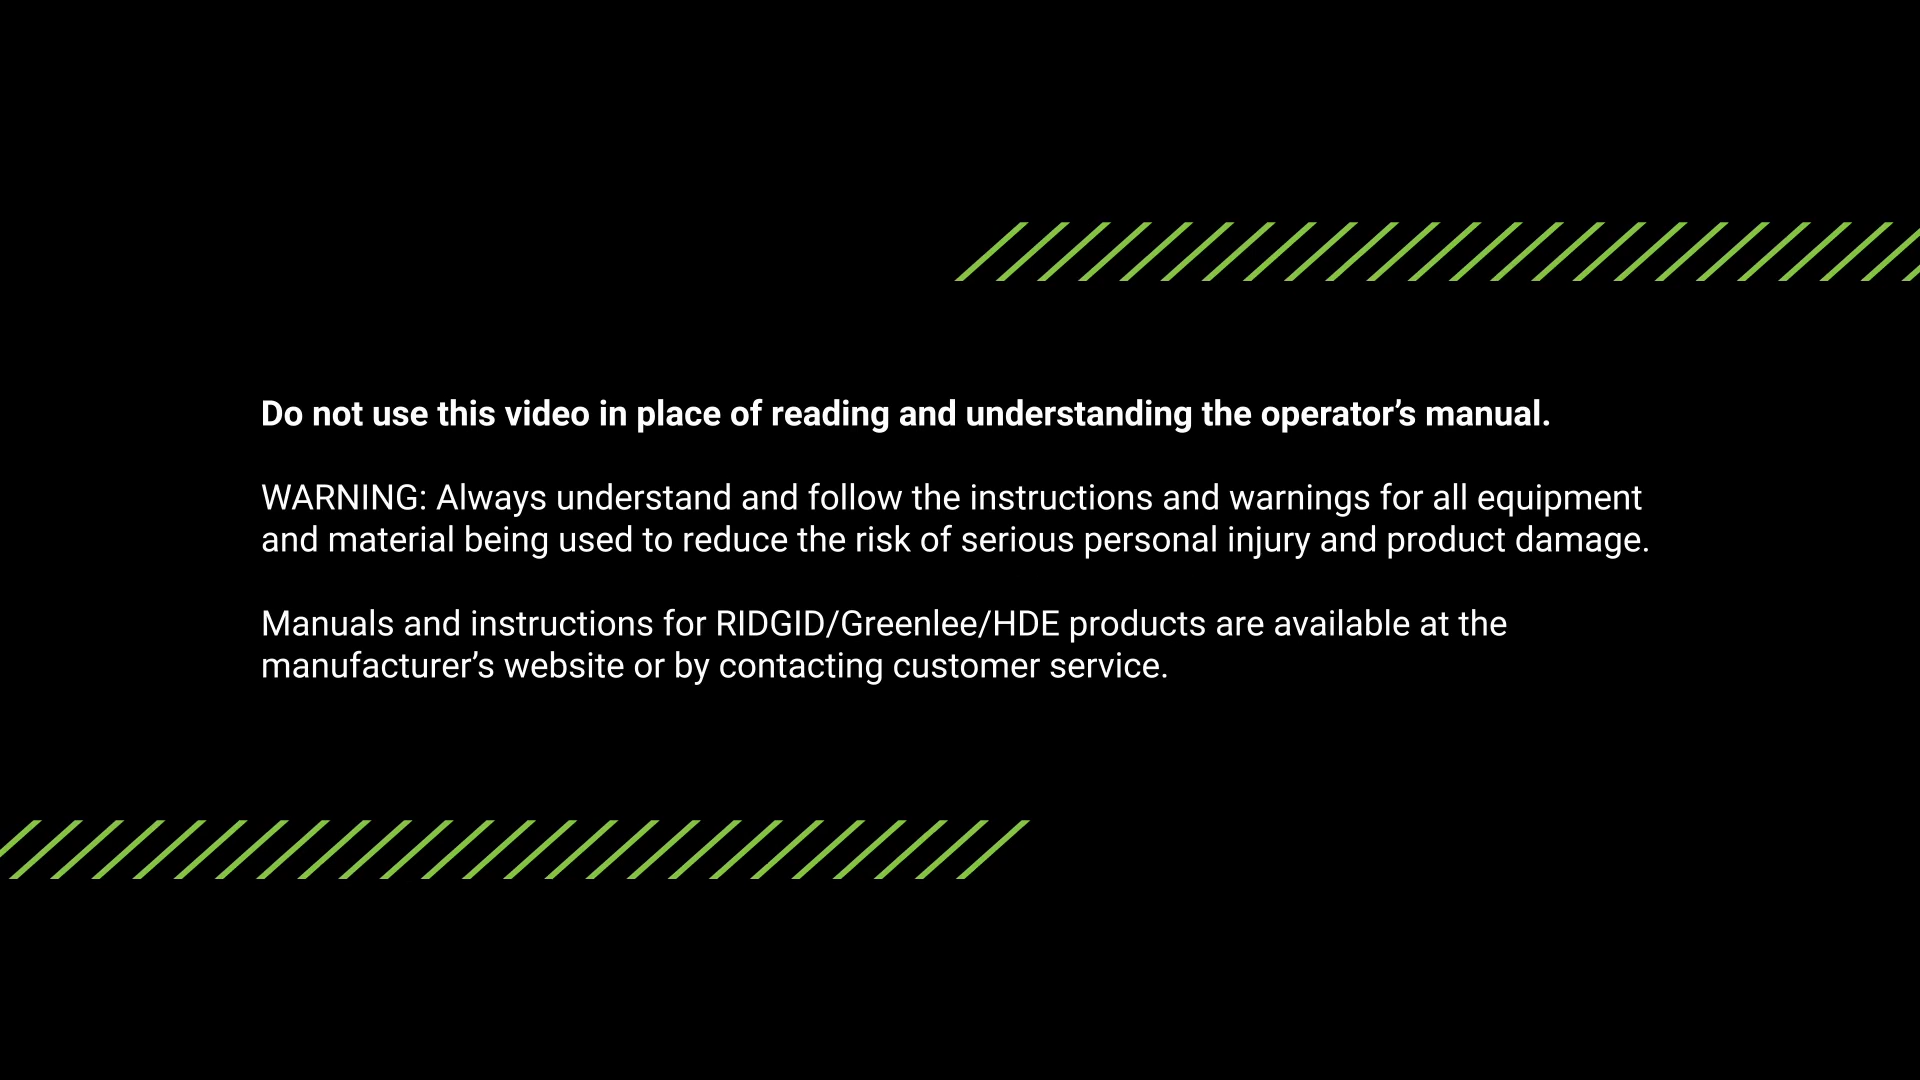 Do not use this video in place of reading and understanding the operator’s manual.
WARNING: Always understand and follow the instructions and warnings for all equipment
and material being used to reduce the risk of serious personal injury and product damage.
Manuals and instructions for RIDGID/Greenlee/HDE products are available at the
manufacturer’s website or by contacting customer service.